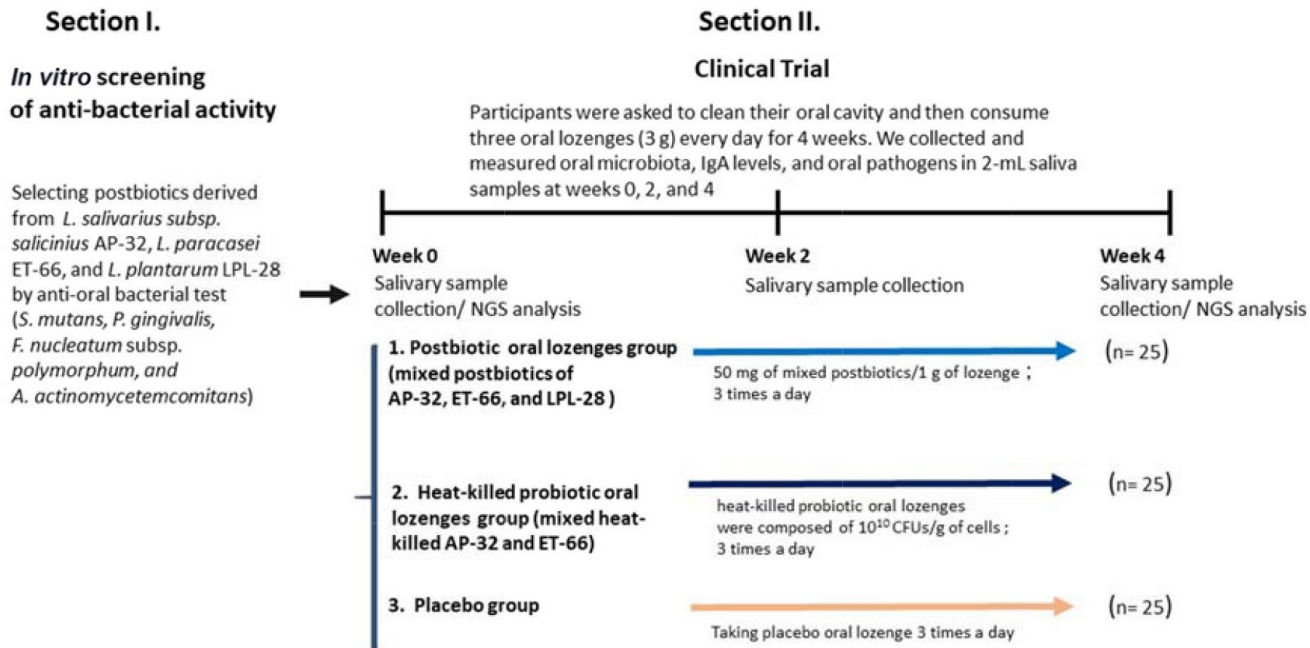 Section I.
In vitro screening
of anti-bacterial activity
Selecting postbiotics derived
from L. salivarius subsp.
salicinius AP-32, L. paracasei
ET-66, and L. plantarum LPL-28
by anti-oral bacterial test
(S. mutans, P. gingivalis,
F. nucleatum subsp.
polymorphum, and
A. actinomycetemcomitans)
Section II.
Clinical Trial
Participants were asked to clean their oral cavity and then consume
three oral lozenges (3 g) every day for 4 weeks. We collected and
measured oral microbiota, IgA levels, and oral pathogens in 2-mL saliva
samples at weeks 0, 2, and 4
Week 0
Salivary sample
collection/ NGS analysis
Week 2
Salivary sample collection
Week 4
Salivary sample
collection/ NGS analysis
1. Postbiotic oral lozenges group
(mixed postbiotics of
AP-32, ET-66, and LPL-28 )
50 mg of mixed postbiotics/1 g of lozenge ;
3 times a day
(n= 25)
2. Heat-killed probiotic oral
lozenges group (mixed heat-
killed AP-32 and ET-66)
heat-killed probiotic oral lozenges
were composed of 10¹⁰ CFUs/g of cells ;
3 times a day
(n= 25)
3. Placebo group
Taking placebo oral lozenge 3 times a day
(n= 25)